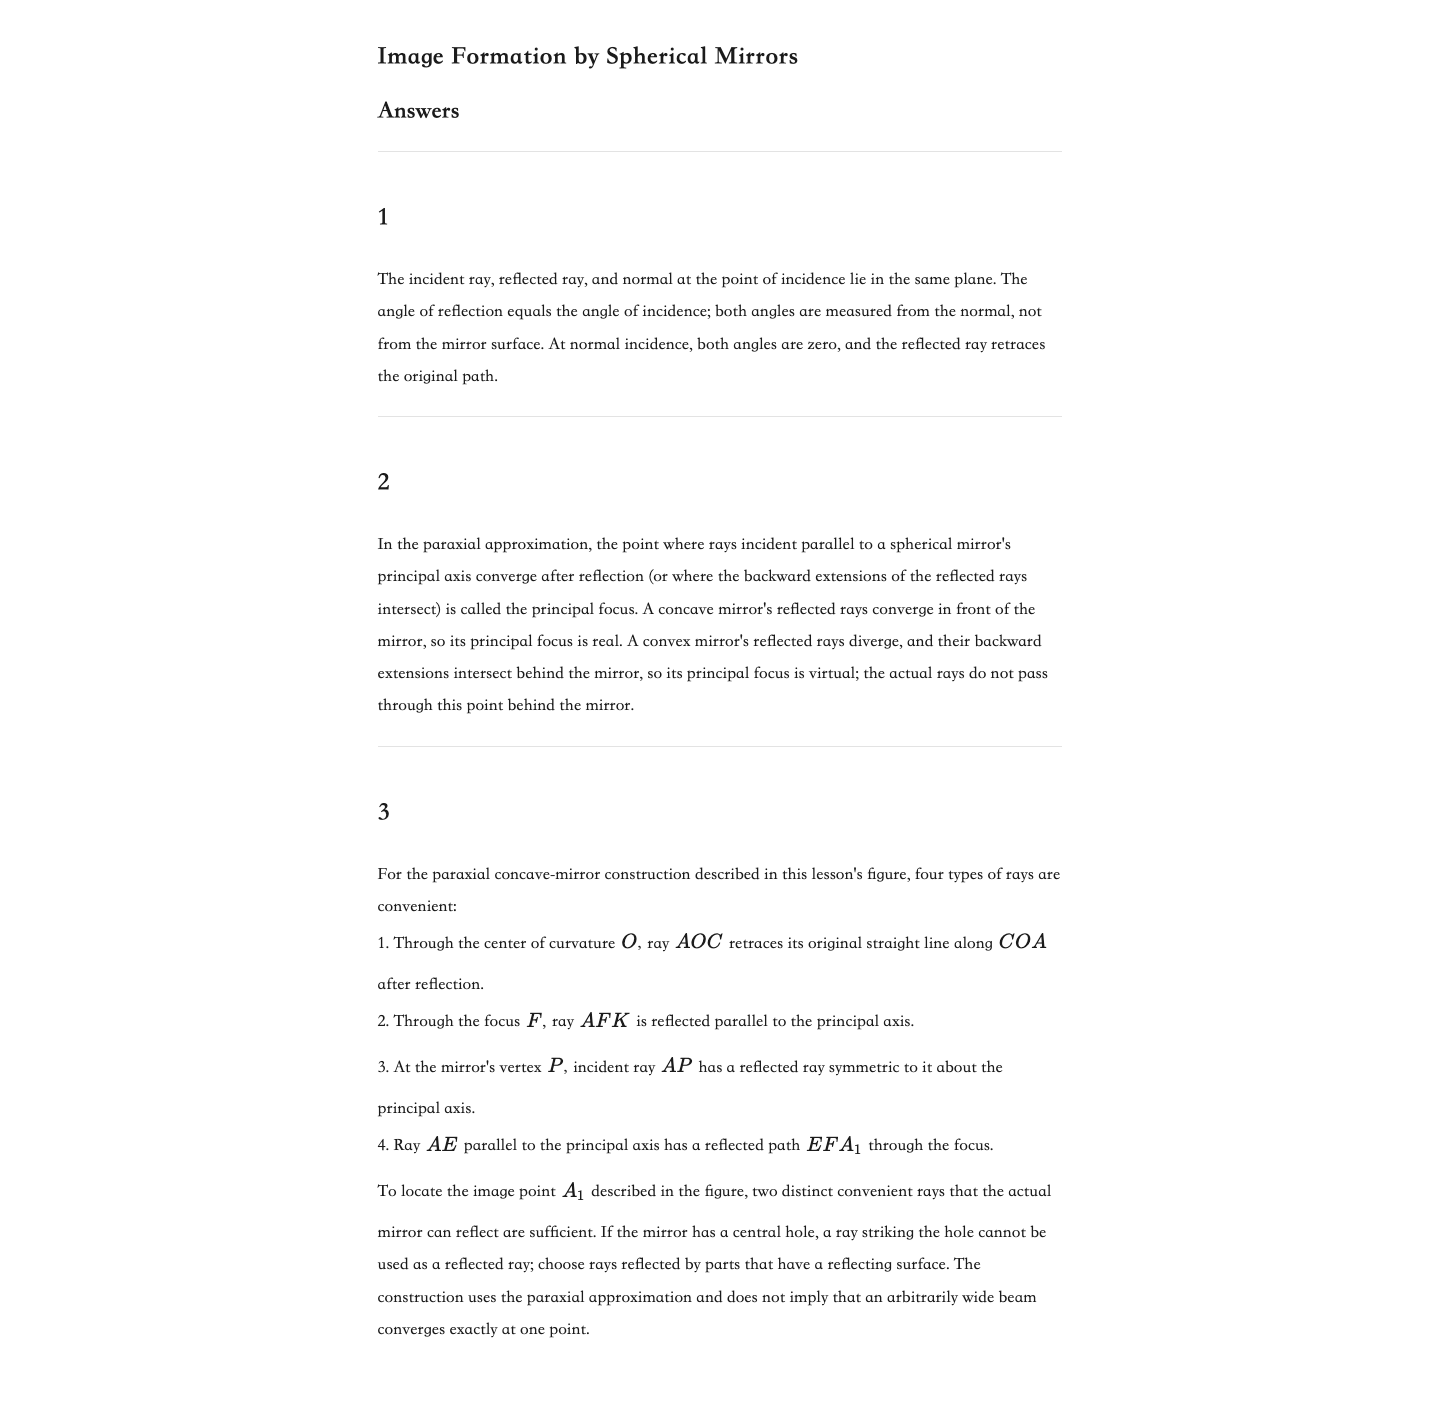 Image Formation by Spherical Mirrors
Answers
1
The incident ray, reflected ray, and normal at the point of incidence lie in the same plane. The
angle of reflection equals the angle of incidence; both angles are measured from the normal, not
from the mirror surface. At normal incidence, both angles are zero, and the reflected ray retraces
the original path.
2
In the paraxial approximation, the point where rays incident parallel to a spherical mirror's
principal axis converge after reflection (or where the backward extensions of the reflected rays
intersect) is called the principal focus. A concave mirror's reflected rays converge in front of the
mirror, so its principal focus is real. A convex mirror's reflected rays diverge, and their backward
extensions intersect behind the mirror, so its principal focus is virtual; the actual rays do not pass
through this point behind the mirror.
3
For the paraxial concave-mirror construction described in this lesson's figure, four types of rays are
convenient:
1. Through the center of curvature O, ray AOC retraces its original straight line along COA
after reflection.
2. Through the focus F, ray AFK is reflected parallel to the principal axis.
3. At the mirror's vertex P, incident ray AP has a reflected ray symmetric to it about the
principal axis.
4. Ray AE parallel to the principal axis has a reflected path EFA₁ through the focus.
To locate the image point A₁ described in the figure, two distinct convenient rays that the actual
mirror can reflect are sufficient. If the mirror has a central hole, a ray striking the hole cannot be
used as a reflected ray; choose rays reflected by parts that have a reflecting surface. The
construction uses the paraxial approximation and does not imply that an arbitrarily wide beam
converges exactly at one point.